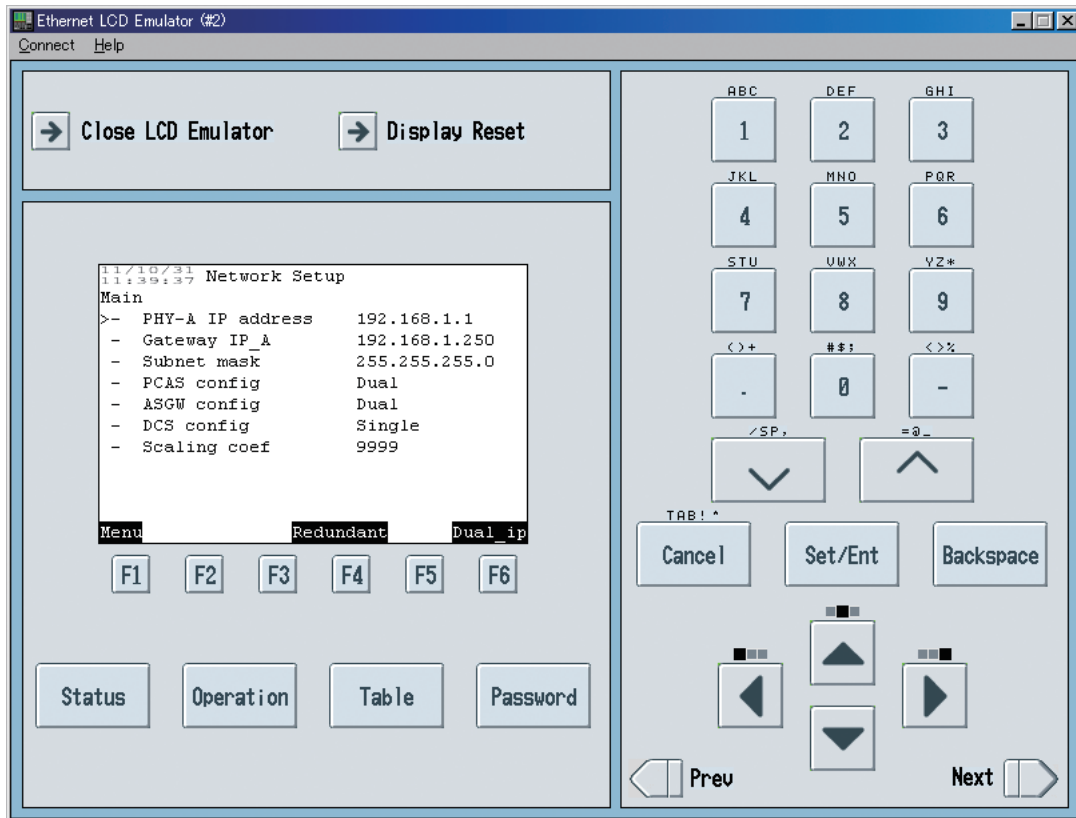 Ethernet LCD Emulator (#2)
Connect Help
Close LCD Emulator Display Reset
11/10/31
11:39:37 Network Setup
Main
>- PHY-A IP address 192.168.1.1
- Gateway IP_A 192.168.1.250
- Subnet mask 255.255.255.0
- PCAS config Dual
- ASGW config Dual
- DCS config Single
- Scaling coef 9999
Menu Redundant Dual_ip
F1 F2 F3 F4 F5 F6
Status Operation Table Password
ABC DEF GHI
1 2 3
JKL MNO PQR
4 5 6
STU VWX YZ*
7 8 9
()+ #$; <>%
. 0 -
/SP, =@_
TAB!^
Cancel Set/Ent Backspace
Prev Next